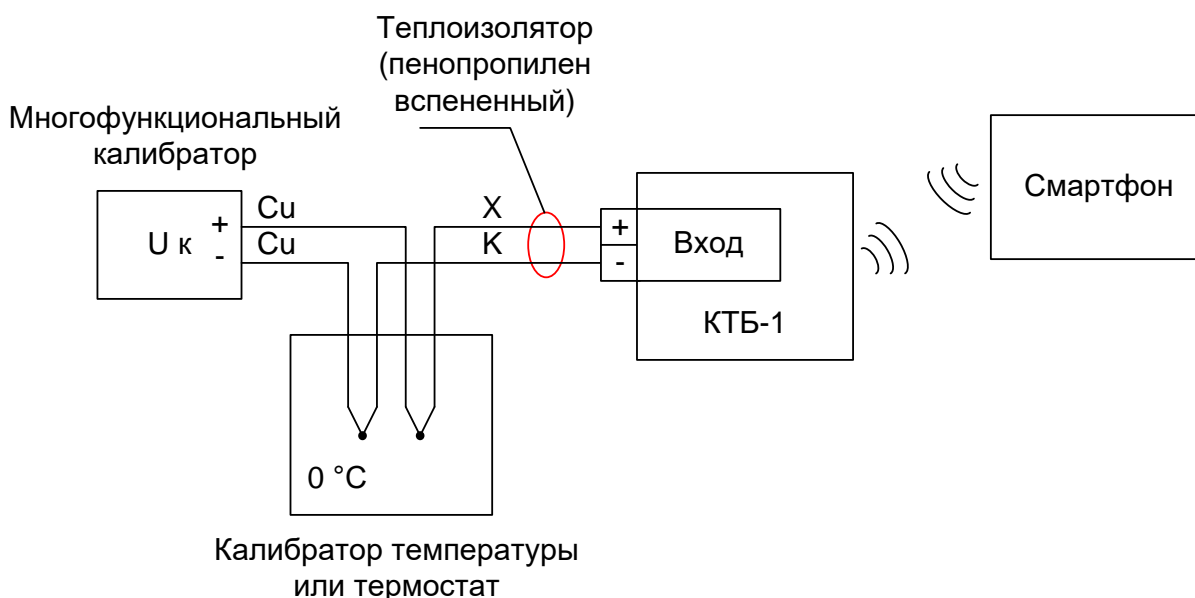 Теплоизолятор
(пенопропилен
вспененный)
Многофункциональный
калибратор
U к
+
-
Cu
Cu
X
K
+
-
Вход
КТБ-1
Смартфон
0 °C
Калибратор температуры
или термостат